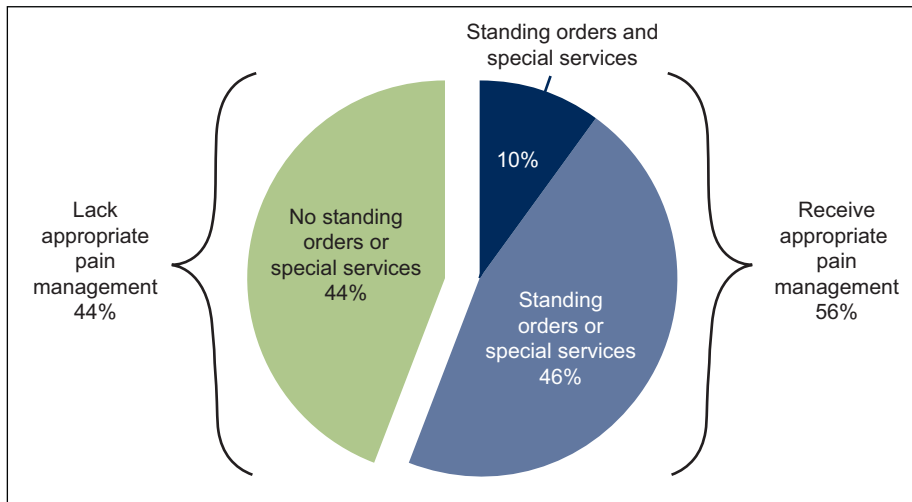 Standing orders and
special services
10%
Lack
appropriate
pain
management
44%
No standing
orders or
special services
44%
Standing
orders or
special services
46%
Receive
appropriate
pain
management
56%